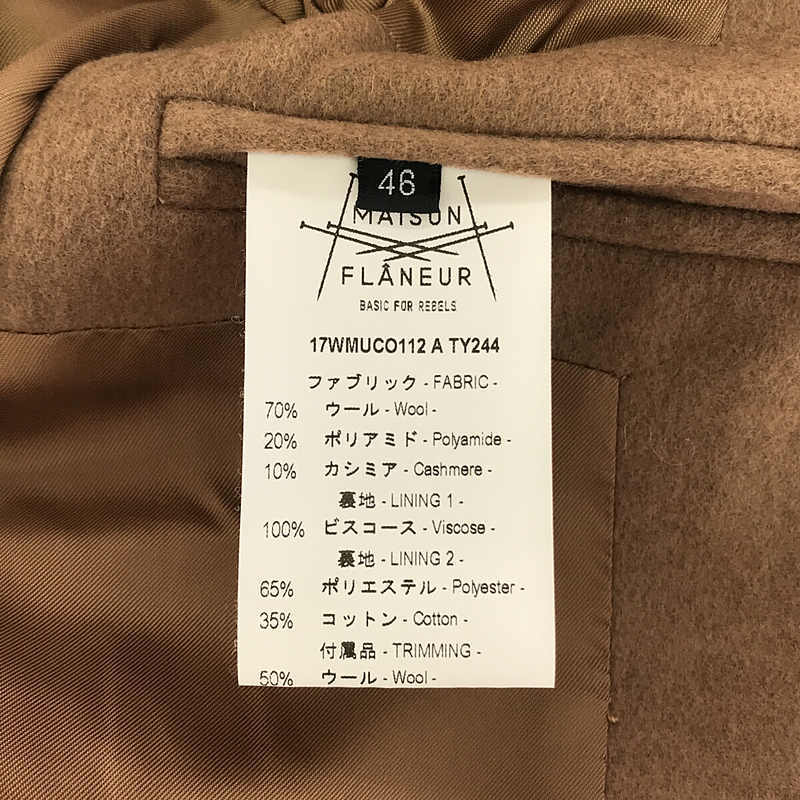 46
MAISON
FLÂNEUR
BASIC FOR REBELS
17WMUCO112 A TY244
ファブリック - FABRIC -
70% ウール - Wool -
20% ポリアミド - Polyamide -
10% カシミア - Cashmere -
裏地 - LINING 1 -
100% ビスコース - Viscose -
裏地 - LINING 2 -
65% ポリエステル - Polyester -
35% コットン - Cotton -
付属品 - TRIMMING -
50% ウール - Wool -